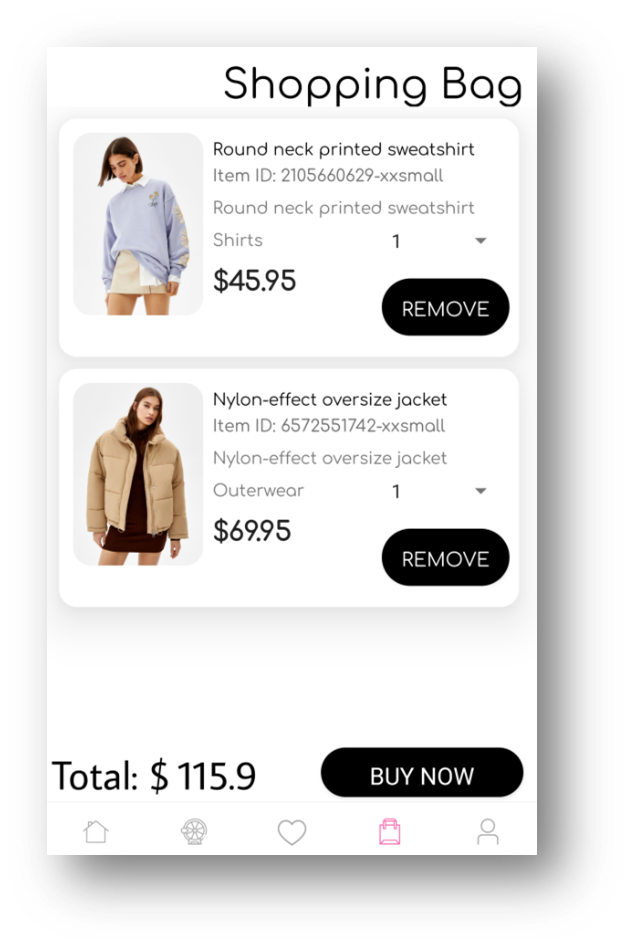 Shopping Bag
Round neck printed sweatshirt
Item ID: 2105660629-xxsmall
Round neck printed sweatshirt
Shirts 1
$45.95
REMOVE
Nylon-effect oversize jacket
Item ID: 6572551742-xxsmall
Nylon-effect oversize jacket
Outerwear 1
$69.95
REMOVE
Total: $ 115.9 BUY NOW